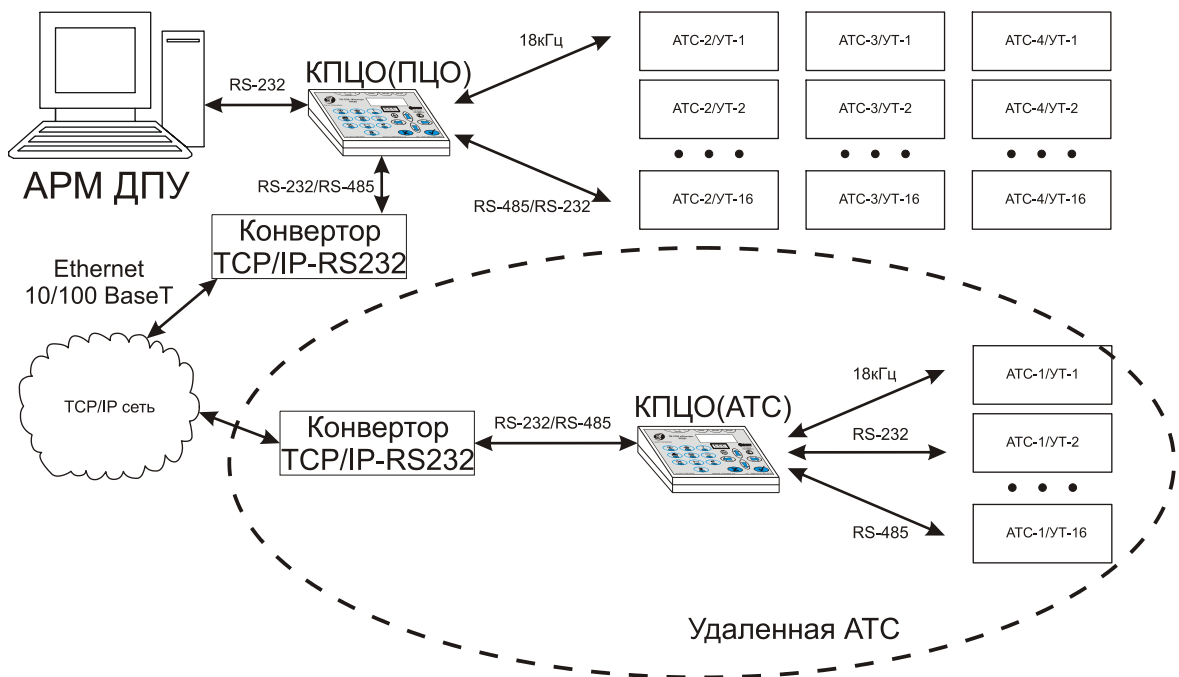 18кГц
АТС-2/УТ-1
АТС-3/УТ-1
АТС-4/УТ-1
RS-232
КПЦО(ПЦО)
АТС-2/УТ-2
АТС-3/УТ-2
АТС-4/УТ-2
АРМ ДПУ
RS-232/RS-485
RS-485/RS-232
АТС-2/УТ-16
АТС-3/УТ-16
АТС-4/УТ-16
Конвертор
TCP/IP-RS232
Ethernet
10/100 BaseT
TCP/IP сеть
Конвертор
TCP/IP-RS232
RS-232/RS-485
КПЦО(АТС)
18кГц
АТС-1/УТ-1
RS-232
АТС-1/УТ-2
RS-485
АТС-1/УТ-16
Удаленная АТС